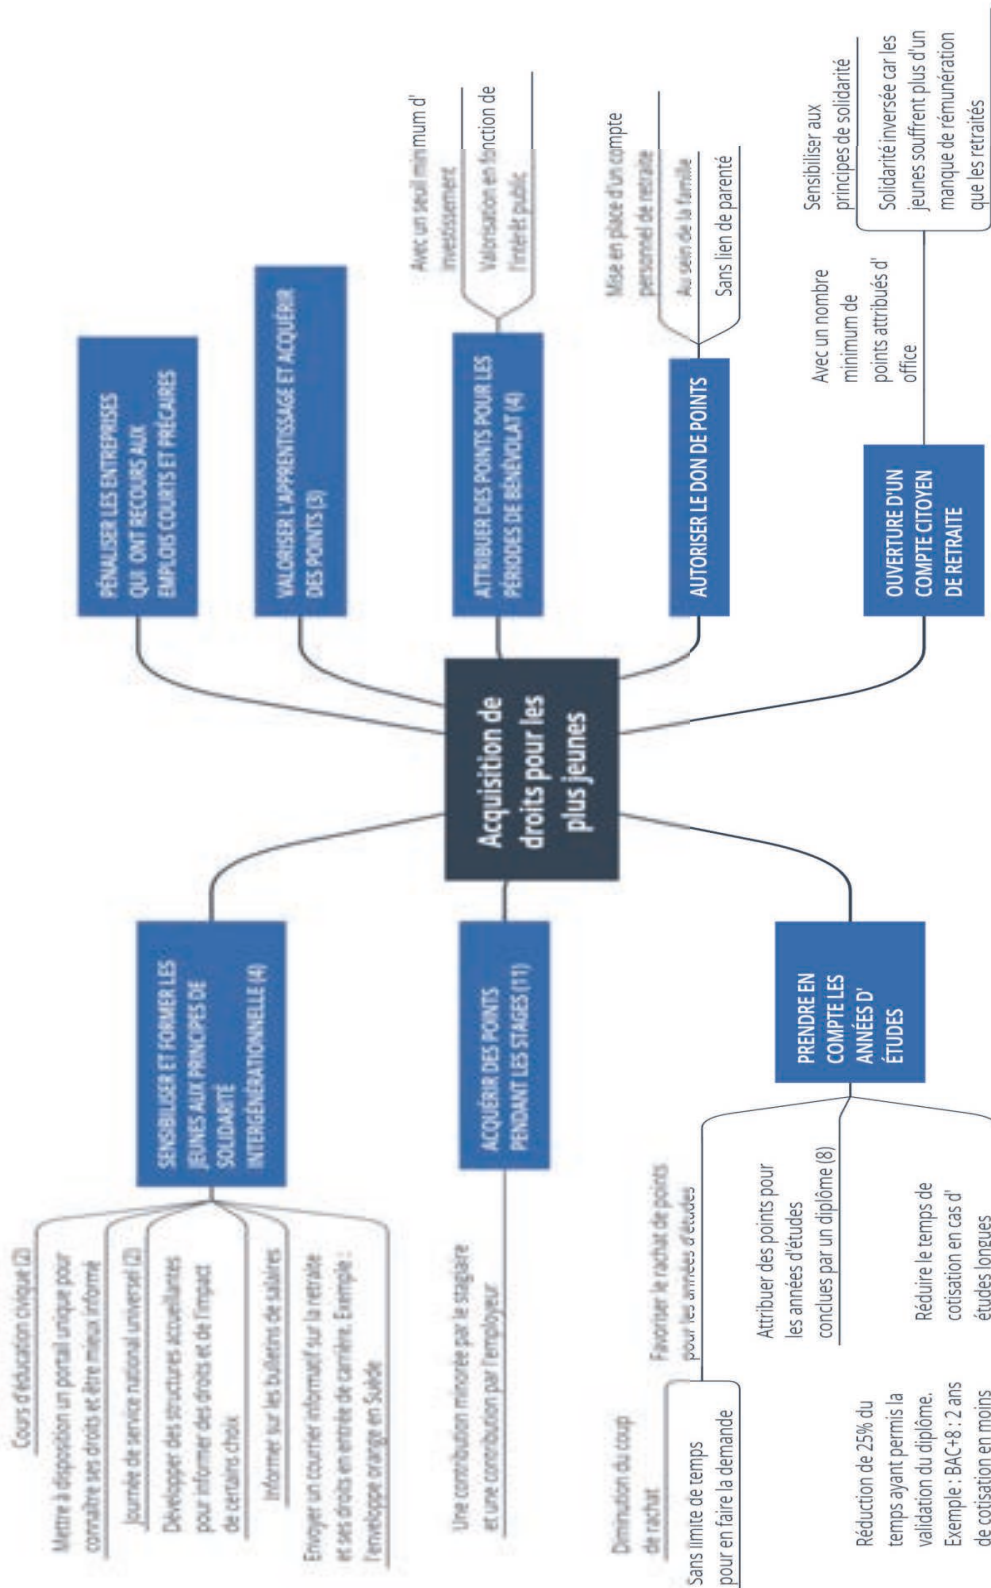 Acquisition de
droits pour les
plus jeunes
SENSIBILISER ET FORMER LES
JEUNES AUX PRINCIPES DE
SOLIDARITÉ
INTERGÉNÉRATIONNELLE (4)
Cours d'éducation civique (2)
Mettre à disposition un portail unique pour
connaître ses droits et être mieux informé
Journée de service national universel (2)
Développer des structures accueillantes
pour informer des droits et de l'impact
de certains choix
Informer sur les bulletins de salaires
Envoyer un courrier informatif sur la retraite
et ses droits en entrée de carrière. Exemple :
l'enveloppe orange en Suède
ACQUÉRIR DES POINTS
PENDANT LES STAGES (11)
Une contribution minorée par le stagiaire
et une contribution par l'employeur
PRENDRE EN
COMPTE LES
ANNÉES D'
ÉTUDES
Favoriser le rachat de points
pour les années d'études
Diminution du coup
de rachat
Sans limite de temps
pour en faire la demande
Attribuer des points pour
les années d'études
conclues par un diplôme (8)
Réduire le temps de
cotisation en cas d'
études longues
Réduction de 25% du
temps ayant permis la
validation du diplôme.
Exemple : BAC+8 : 2 ans
de cotisation en moins
PÉNALISER LES ENTREPRISES
QUI ONT RECOURS AUX
EMPLOIS COURTS ET PRÉCAIRES
VALORISER L'APPRENTISSAGE ET ACQUÉRIR
DES POINTS (3)
ATTRIBUER DES POINTS POUR LES
PÉRIODES DE BÉNÉVOLAT (4)
Avec un seuil minimum d'
investissement
Valorisation en fonction de
l'intérêt public
AUTORISER LE DON DE POINTS
Mise en place d'un compte
personnel de retraite
Au sein de la famille
Sans lien de parenté
OUVERTURE D'UN
COMPTE CITOYEN
DE RETRAITE
Avec un nombre
minimum de
points attribués d'
office
Sensibiliser aux
principes de solidarité
Solidarité inversée car les
jeunes souffrent plus d'un
manque de rémunération
que les retraités